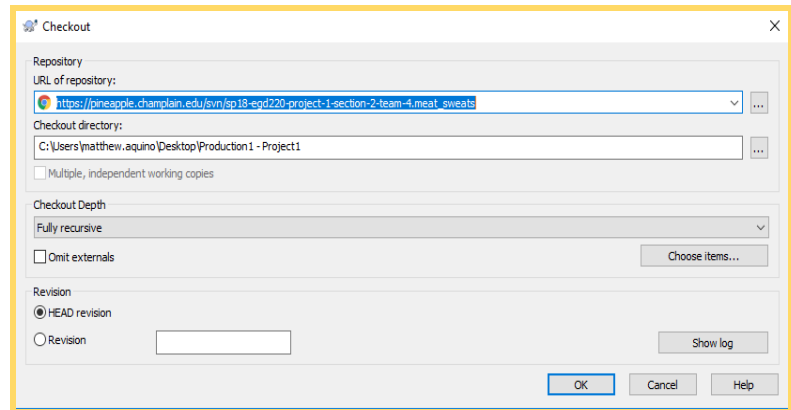 Checkout
Repository
URL of repository:
https://pineapple.champlain.edu/svn/sp18-egd220-project-1-section-2-team-4.meat_sweats
...
Checkout directory:
C:\Users\matthew.aquino\Desktop\Production1 - Project1
...
Multiple, independent working copies
Checkout Depth
Fully recursive
Omit externals
Choose items...
Revision
HEAD revision
Revision
Show log
OK
Cancel
Help